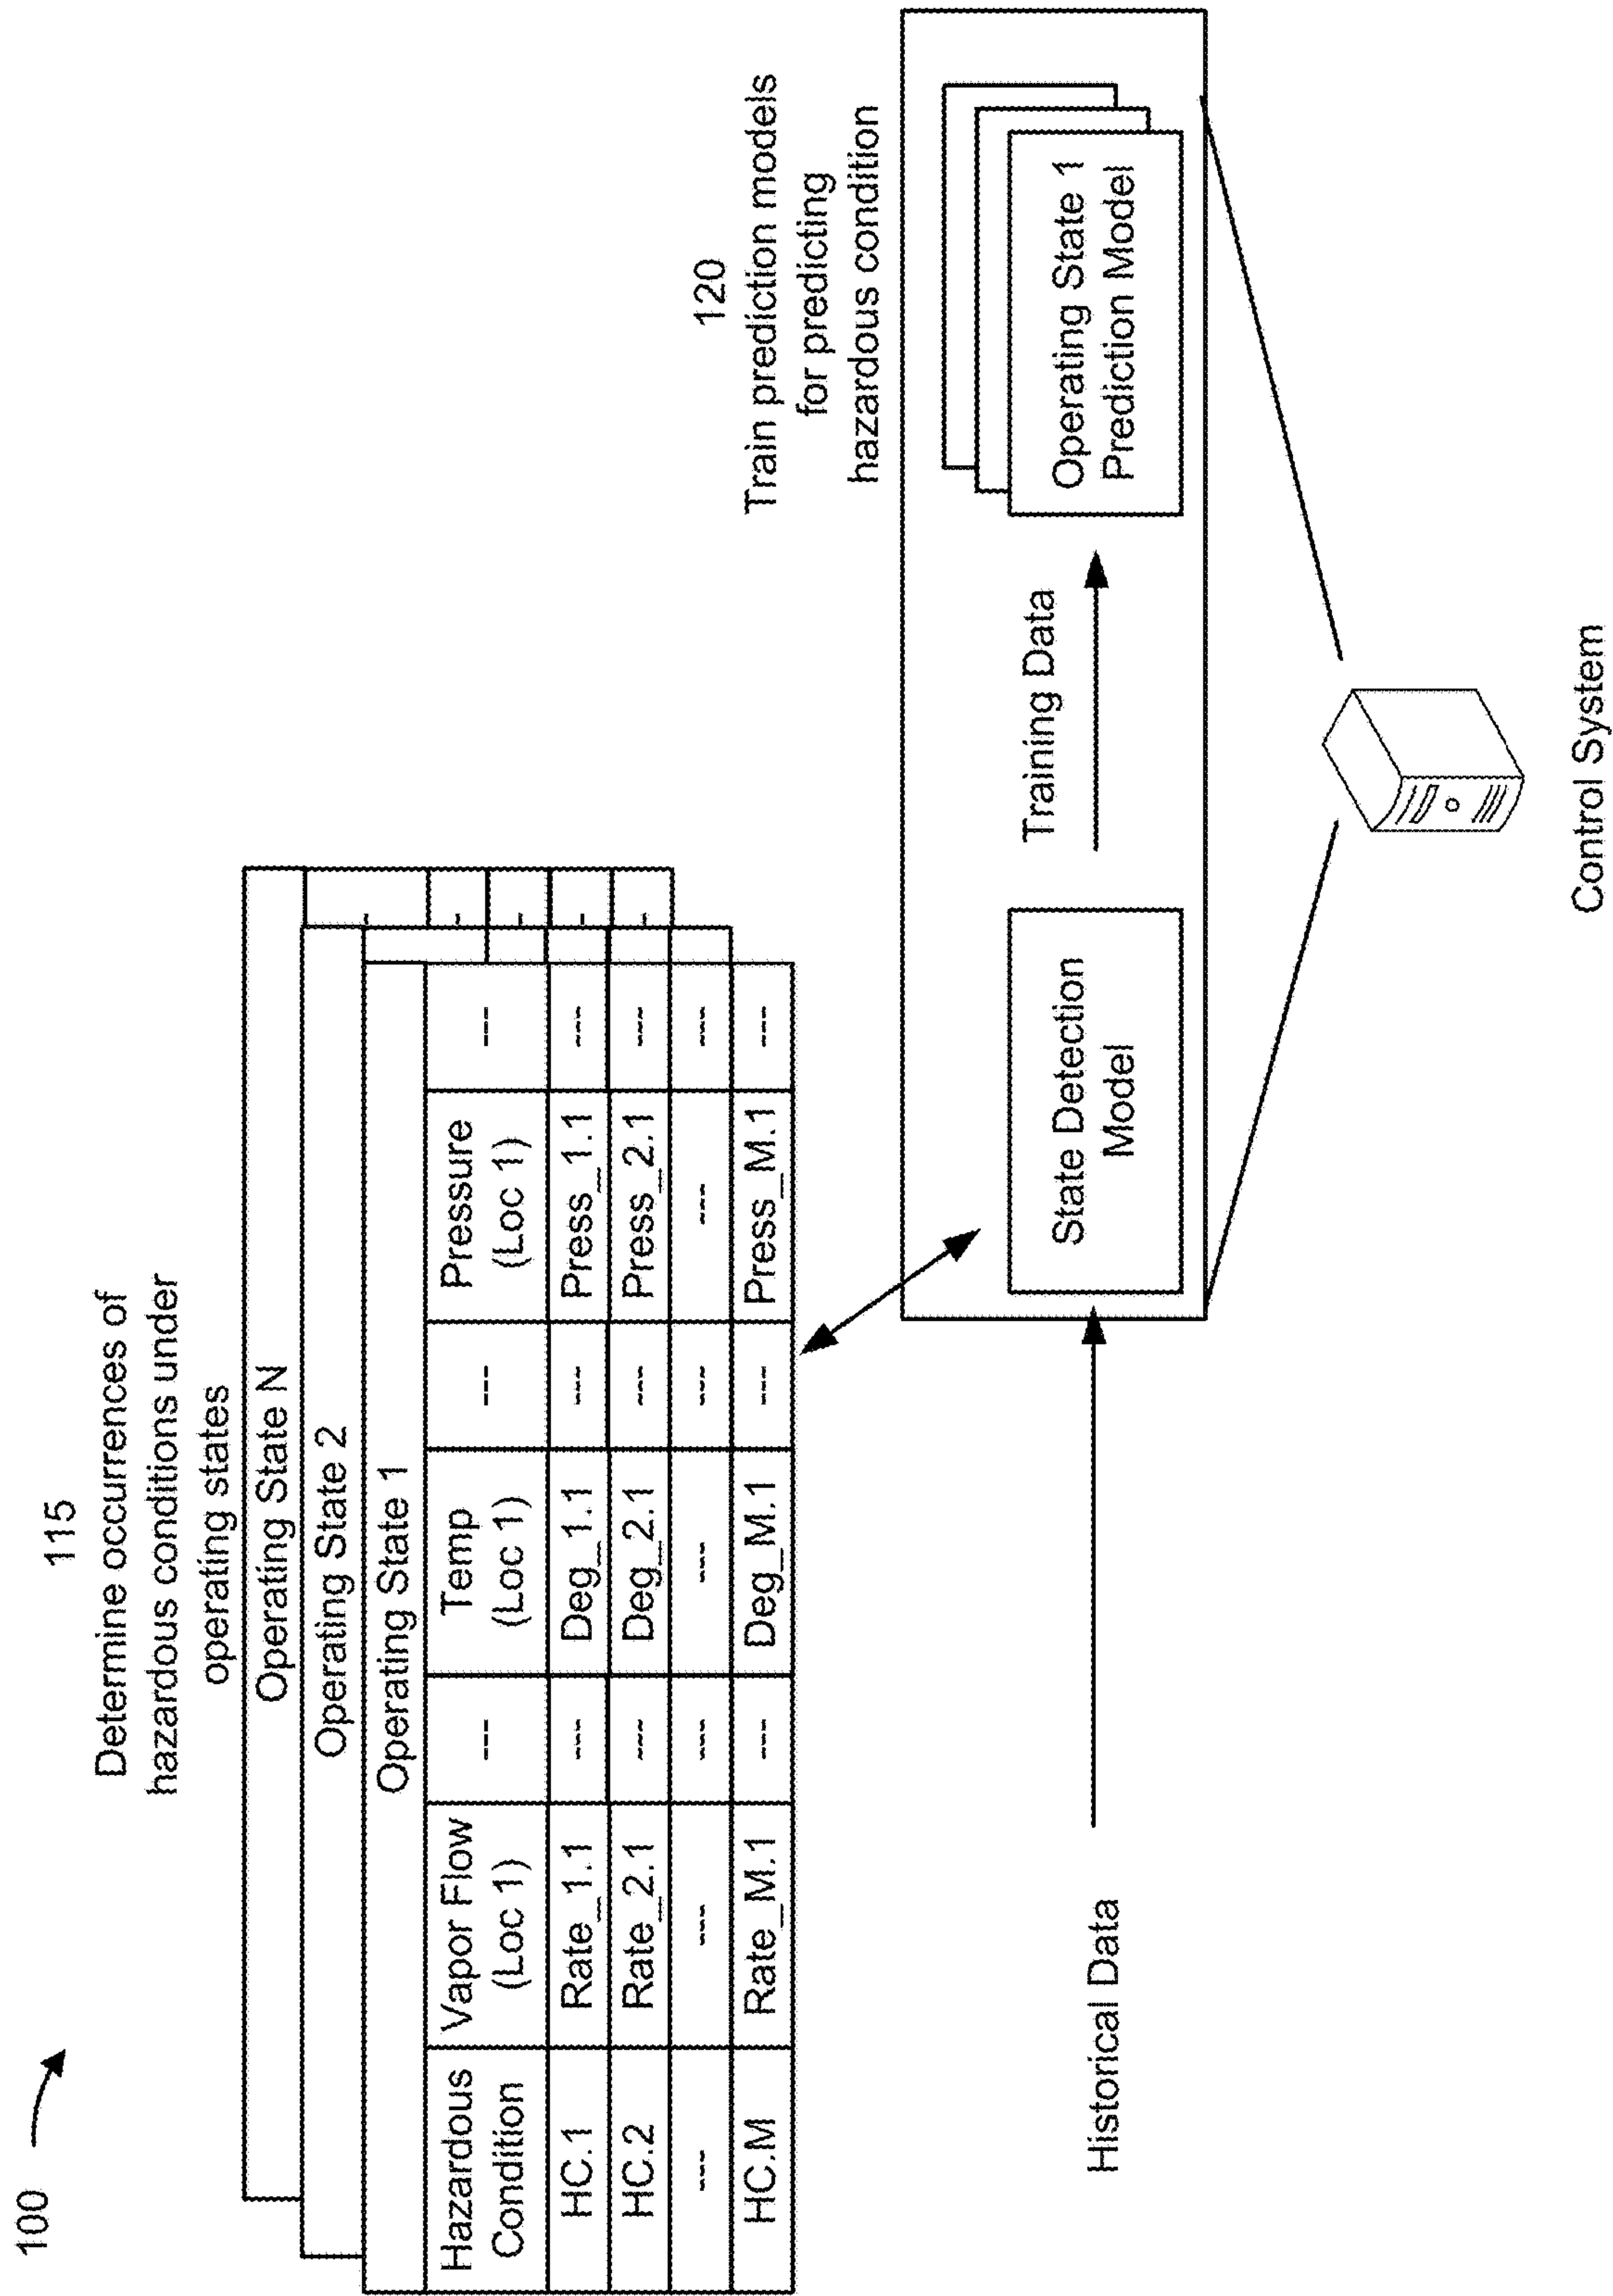 100
115
Determine occurrences of
hazardous conditions under
operating states
Operating State N
Operating State 2
Operating State 1
Hazardous Condition Vapor Flow (Loc 1) --- Temp (Loc 1) --- Pressure (Loc 1) ---
HC.1 Rate_1.1 --- Deg_1.1 --- Press_1.1 ---
HC.2 Rate_2.1 --- Deg_2.1 --- Press_2.1 ---
--- --- --- --- --- --- ---
HC.M Rate_M.1 --- Deg_M.1 --- Press_M.1 ---
120
Train prediction models
for predicting
hazardous condition
Historical Data
State Detection
Model
Training Data
Operating State 1
Prediction Model
Control System